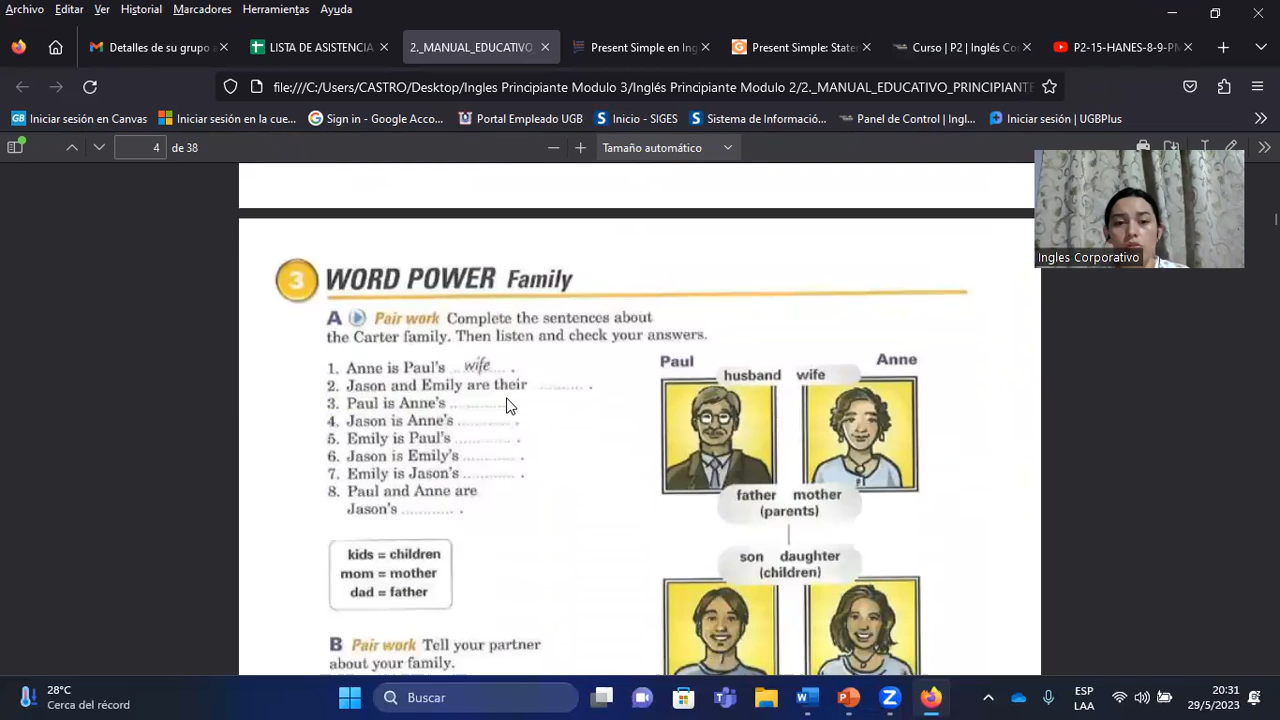 Archivo Editar Ver Historial Marcadores Herramientas Ayuda
Detalles de su grupo LISTA DE ASISTENCIA 2._MANUAL_EDUCATIVO_ Present Simple en Ing Present Simple: Stater Curso | P2 | Inglés Co P2-15-HANES-8-9-PM
file:///C:/Users/CASTRO/Desktop/Ingles Principiante Modulo 3/Inglés Principiante Modulo 2/2._MANUAL_EDUCATIVO_PRINCIPIANTE
Iniciar sesión en Canvas Iniciar sesión en la cue... Sign in - Google Acco... Portal Empleado UGB Inicio - SIGES Sistema de Informació... Panel de Control | Ingl... Iniciar sesión | UGBPlus
4 de 38 Tamaño automático
Ingles Corporativo
3 WORD POWER Family
A Pair work Complete the sentences about
the Carter family. Then listen and check your answers.
1. Anne is Paul's wife .
2. Jason and Emily are their .......... .
3. Paul is Anne's ..........
4. Jason is Anne's .......... .
5. Emily is Paul's .......... .
6. Jason is Emily's .......... .
7. Emily is Jason's .......... .
8. Paul and Anne are
Jason's .......... .
kids = children
mom = mother
dad = father
B Pair work Tell your partner
about your family.
Paul Anne
husband wife
father mother
(parents)
son daughter
(children)
28°C
Cerca del récord
Buscar
ESP
LAA
20:31
29/5/2023